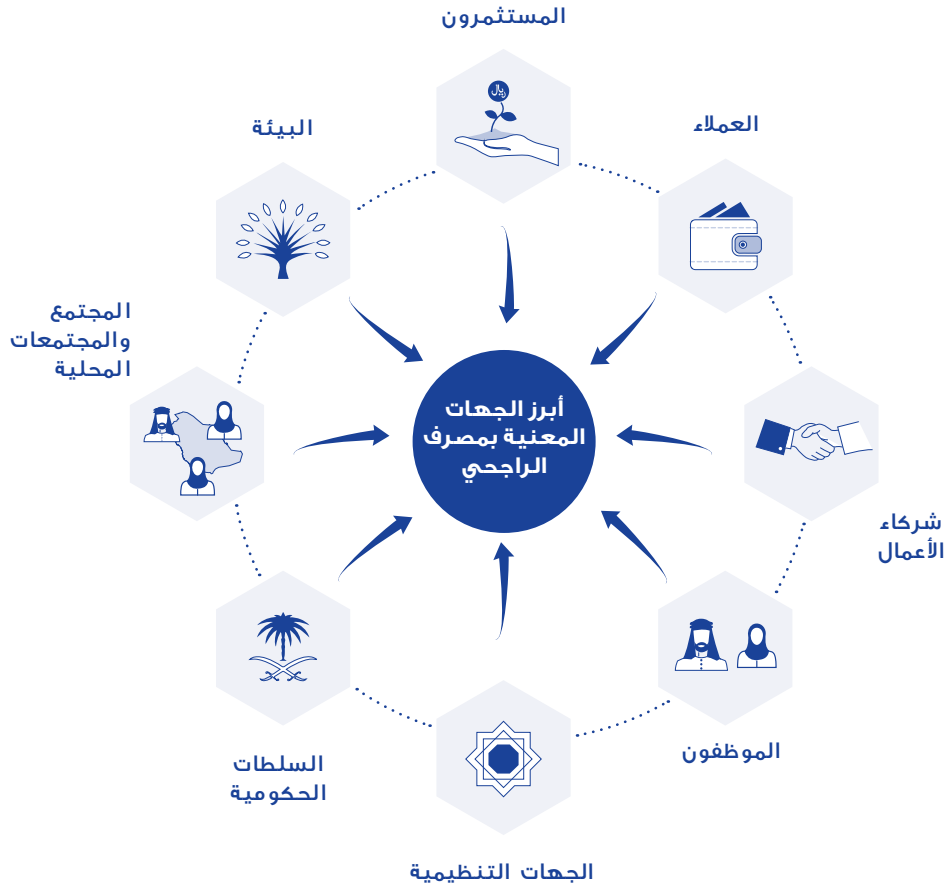 المستثمرون
ريال
العملاء
البيئة
المجتمع
والمجتمعات
المحلية
أبرز الجهات
المعنية بمصرف
الراجحي
شركاء
الأعمال
الموظفون
السلطات
الحكومية
الجهات التنظيمية